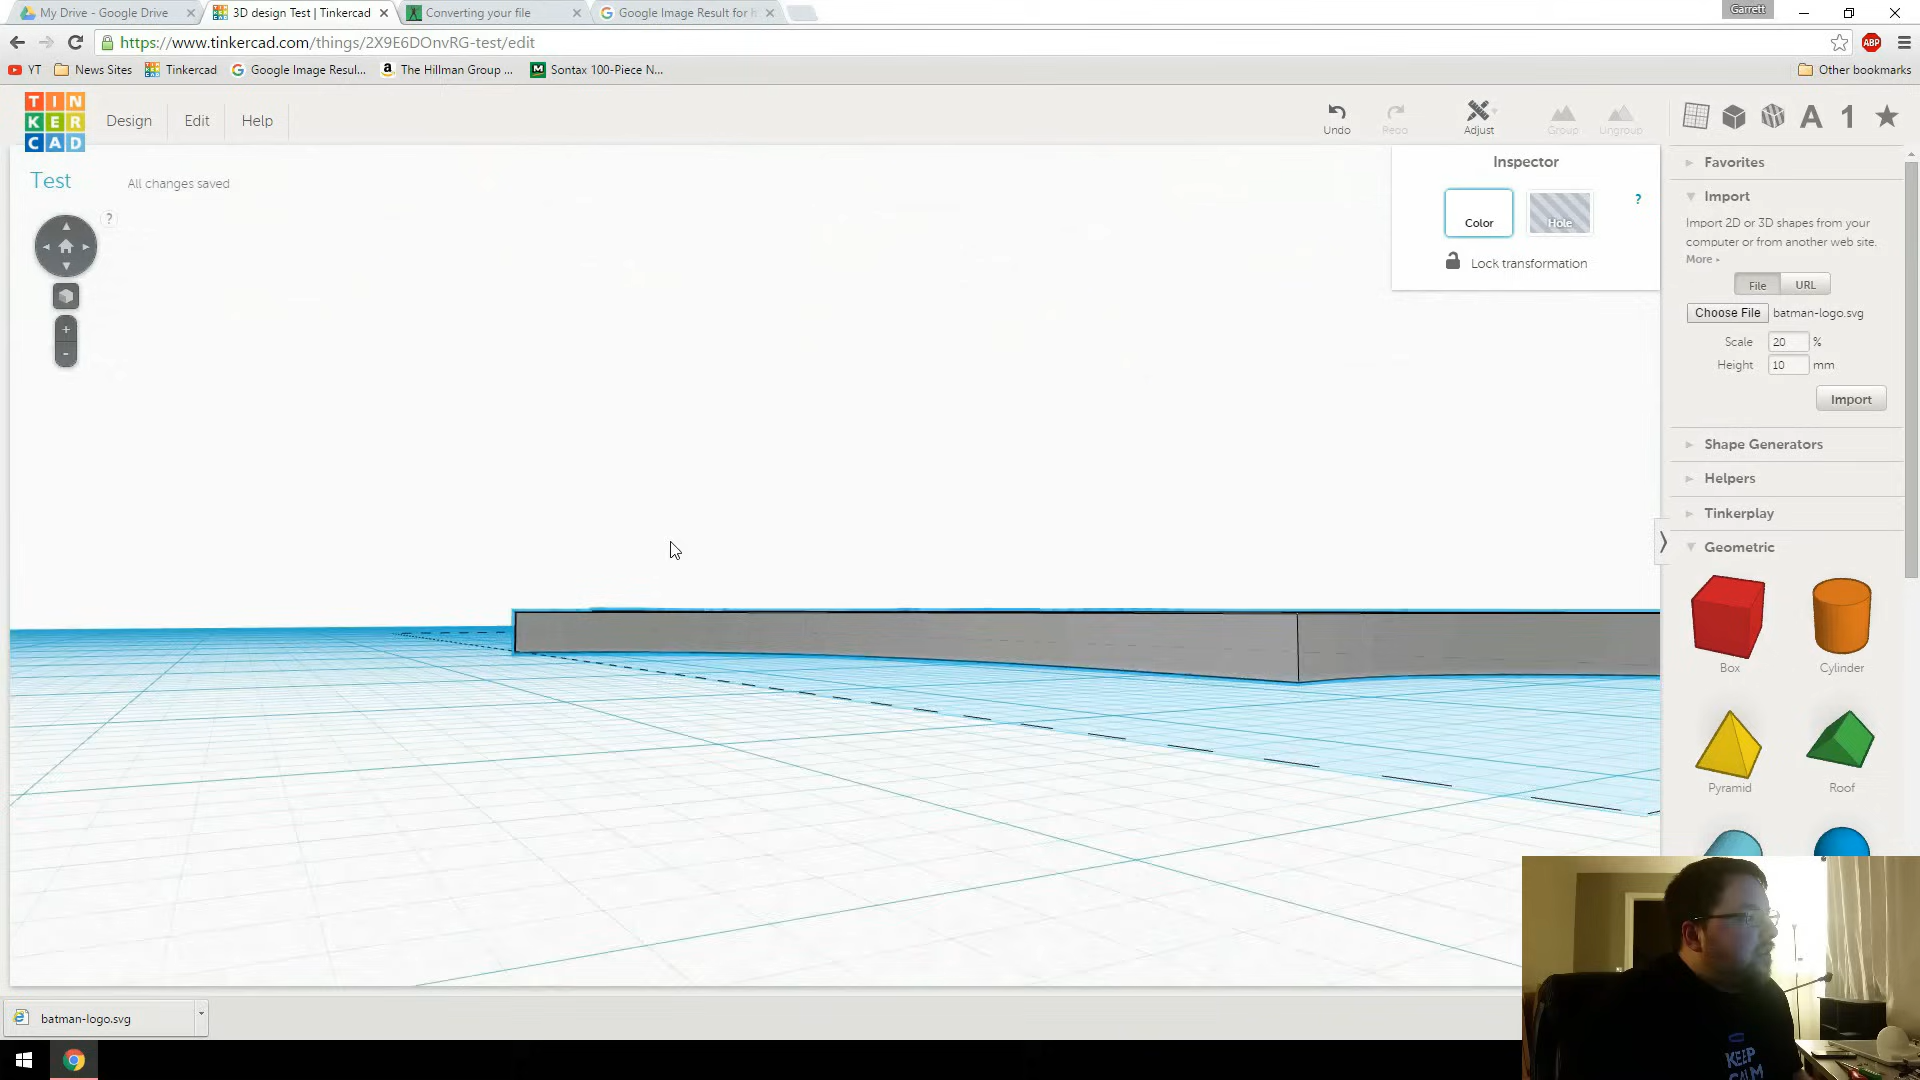 My Drive - Google Drive
3D design Test | Tinkercad
Converting your file
Google Image Result for h
Garrett
https://www.tinkercad.com/things/2X9E6DOnvRG-test/edit
ABP
YT
News Sites
Tinkercad
Google Image Resul...
The Hillman Group ...
Sontax 100-Piece N...
Other bookmarks
TIN
KER
CAD
Design
Edit
Help
Undo
Redo
Adjust
Group
Ungroup
A
1
Test
All changes saved
?
+
-
Inspector
Color
Hole
?
Lock transformation
Favorites
Import
Import 2D or 3D shapes from your
computer or from another web site.
More
File
URL
Choose File
batman-logo.svg
Scale
20
%
Height
10
mm
Import
Shape Generators
Helpers
Tinkerplay
Geometric
Box
Cylinder
Pyramid
Roof
batman-logo.svg
KEEP
CALM